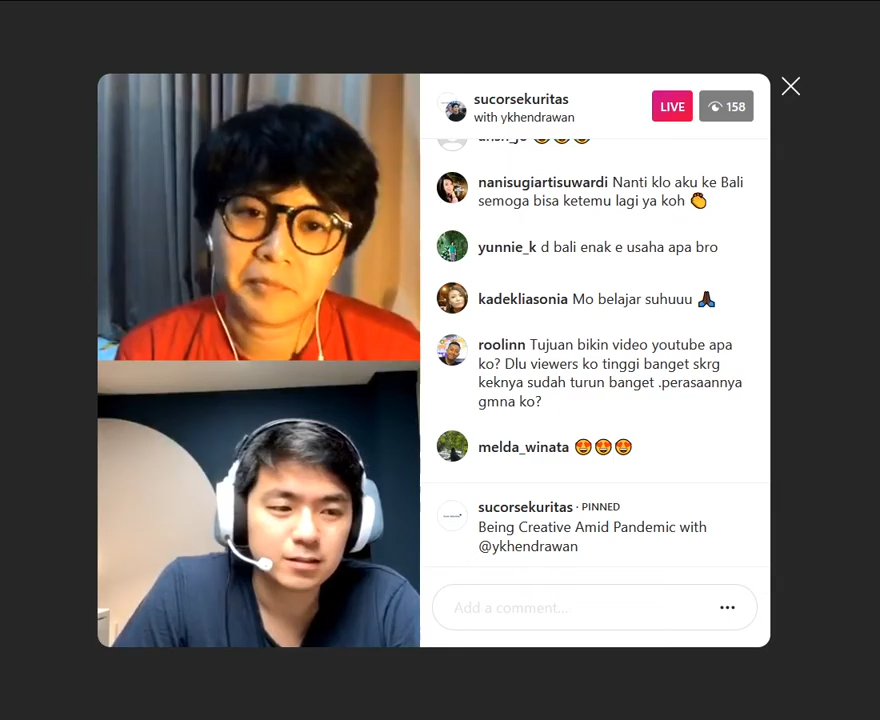 sucorsekuritas
with ykhendrawan
LIVE
158
nanisugiartisuwardi Nanti klo aku ke Bali
semoga bisa ketemu lagi ya koh 👏
yunnie_k d bali enak e usaha apa bro
kadekliasonia Mo belajar suhuuu 🙏🏿
roolinn Tujuan bikin video youtube apa
ko? Dlu viewers ko tinggi banget skrg
keknya sudah turun banget .perasaannya
gmna ko?
melda_winata 😍😍😍
sucorsekuritas · PINNED
Being Creative Amid Pandemic with
@ykhendrawan
Add a comment...